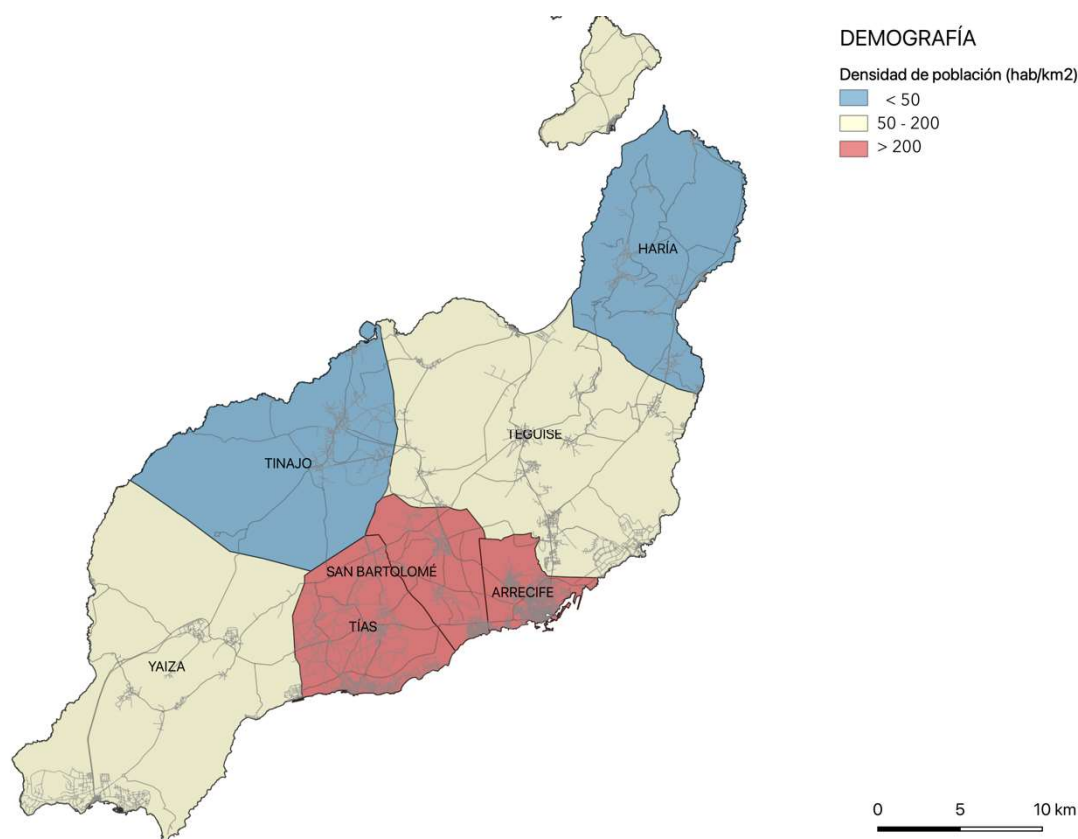 DEMOGRAFÍA
Densidad de población (hab/km2)
< 50
50 - 200
> 200
HARÍA
TEGUISE
TINAJO
SAN BARTOLOMÉ
ARRECIFE
TÍAS
YAIZA
0 5 10 km